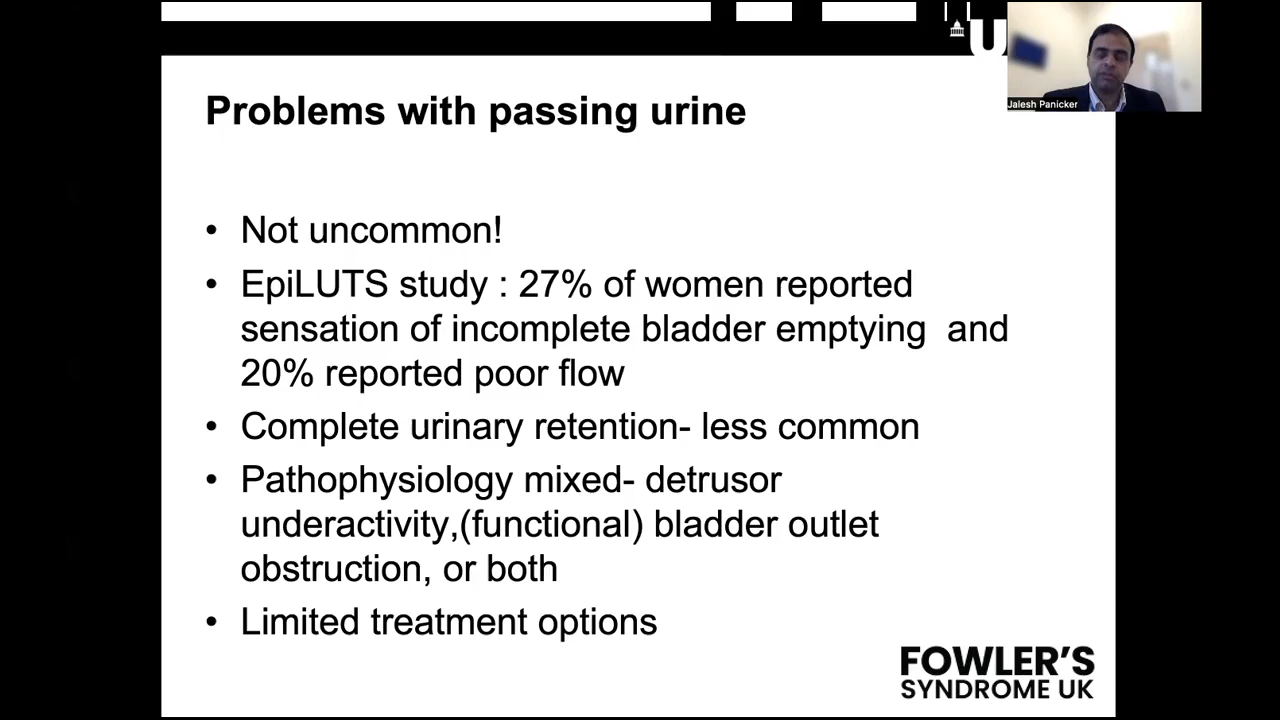 U
Jalesh Panicker
Problems with passing urine
• Not uncommon!
• EpiLUTS study : 27% of women reported
sensation of incomplete bladder emptying  and
20% reported poor flow
• Complete urinary retention- less common
• Pathophysiology mixed- detrusor
underactivity,(functional) bladder outlet
obstruction, or both
• Limited treatment options
FOWLER'S
SYNDROME UK